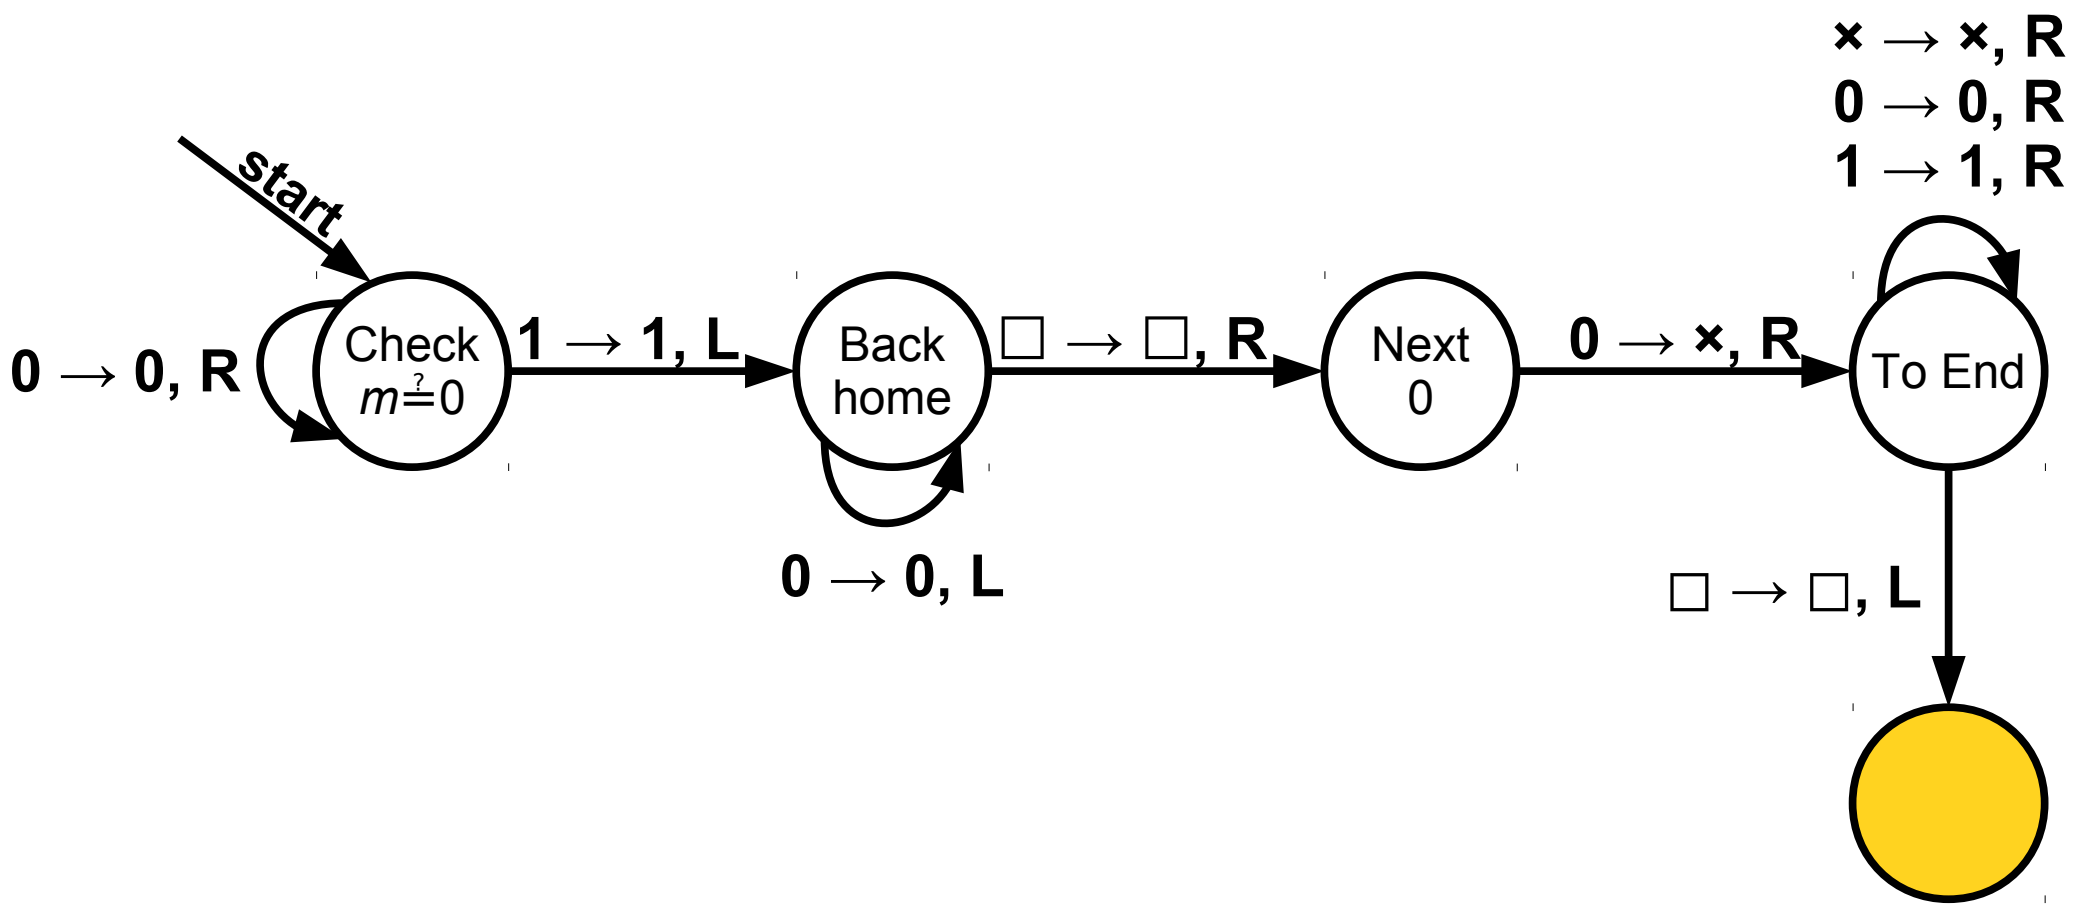 × → ×, R
0 → 0, R
1 → 1, R
start
0 → 0, R
Check
m≟0
1 → 1, L
Back
home
□ → □, R
Next
0
0 → ×, R
To End
0 → 0, L
□ → □, L